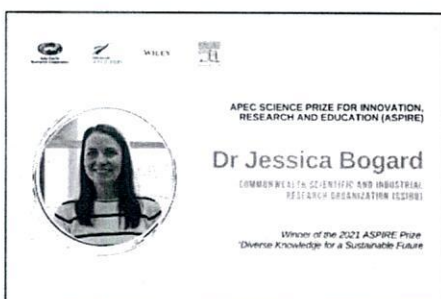 WILEY
APEC SCIENCE PRIZE FOR INNOVATION,
RESEARCH AND EDUCATION (ASPIRE)
Dr Jessica Bogard
COMMONWEALTH SCIENTIFIC AND INDUSTRIAL
RESEARCH ORGANIZATION (CSIRO)
Winner of the 2021 ASPIRE Prize
"Diverse Knowledge for a Sustainable Future